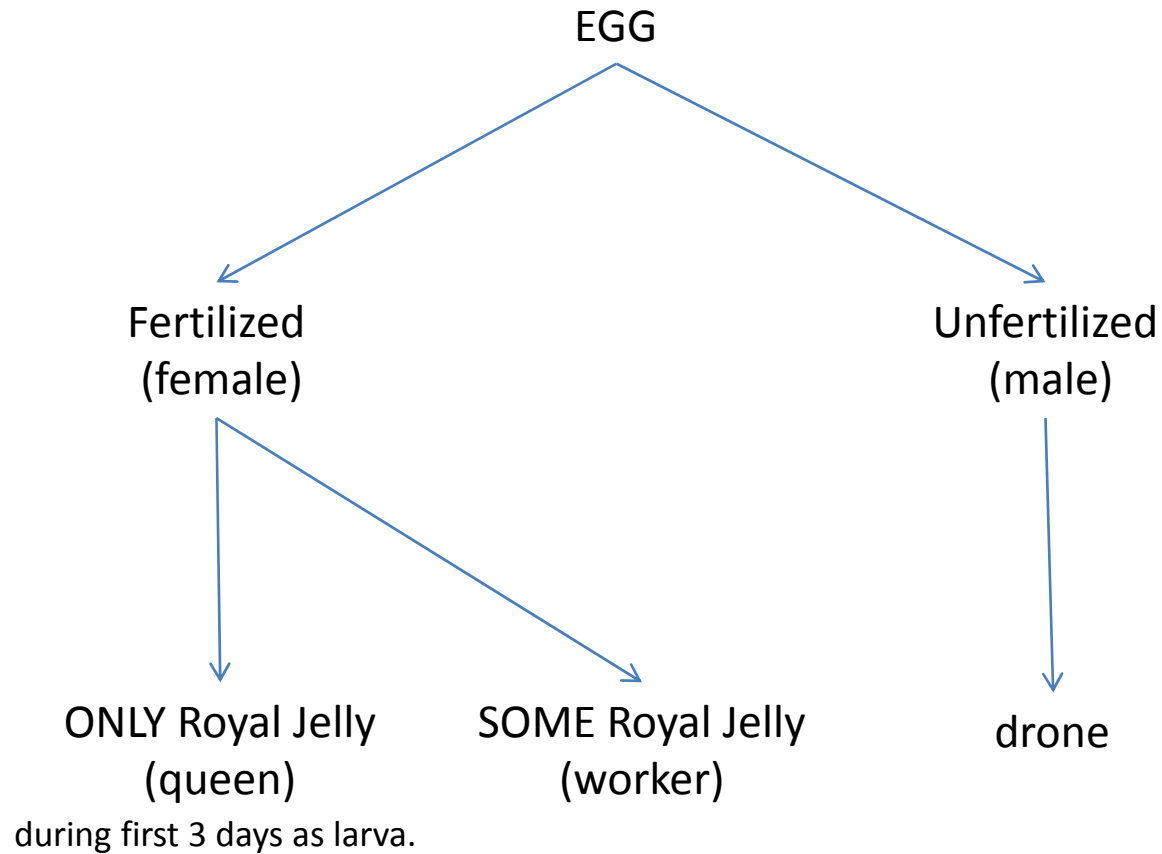 EGG
Fertilized
(female)
Unfertilized
(male)
ONLY Royal Jelly
(queen)
during first 3 days as larva.
SOME Royal Jelly
(worker)
drone